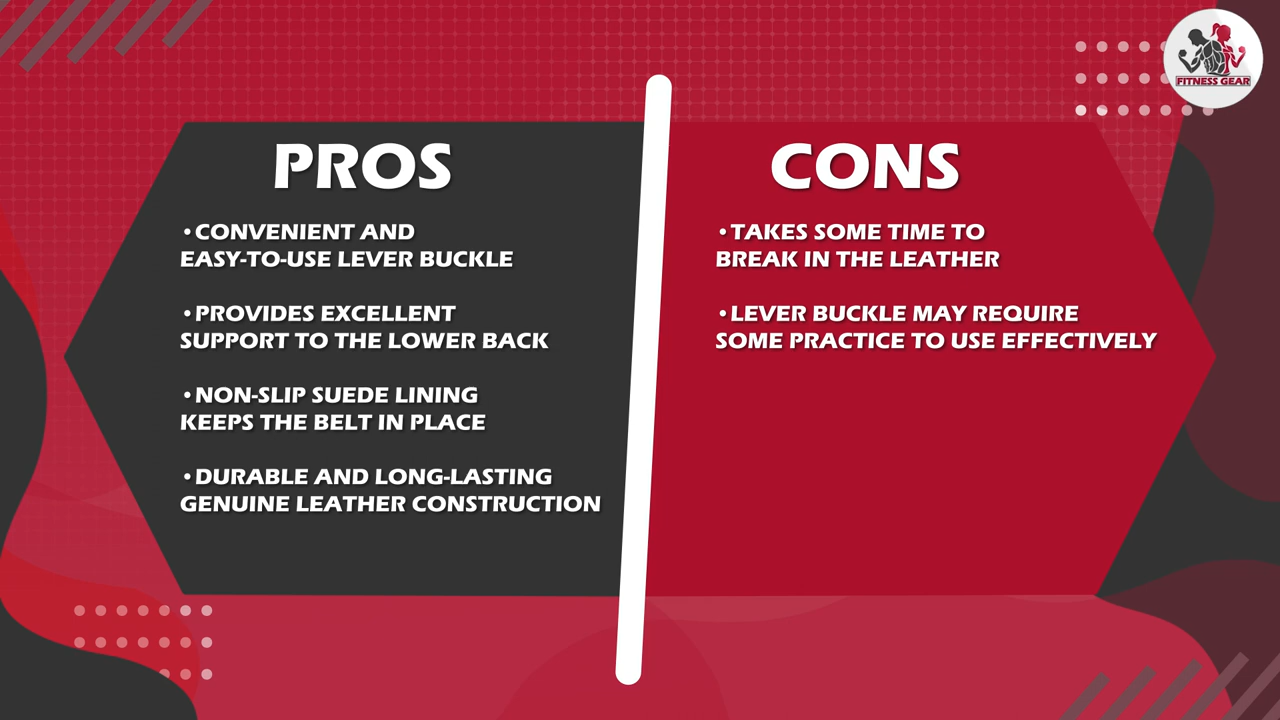 FITNESS GEAR
PROS
•CONVENIENT AND
EASY-TO-USE LEVER BUCKLE
•PROVIDES EXCELLENT
SUPPORT TO THE LOWER BACK
•NON-SLIP SUEDE LINING
KEEPS THE BELT IN PLACE
•DURABLE AND LONG-LASTING
GENUINE LEATHER CONSTRUCTION
CONS
•TAKES SOME TIME TO
BREAK IN THE LEATHER
•LEVER BUCKLE MAY REQUIRE
SOME PRACTICE TO USE EFFECTIVELY